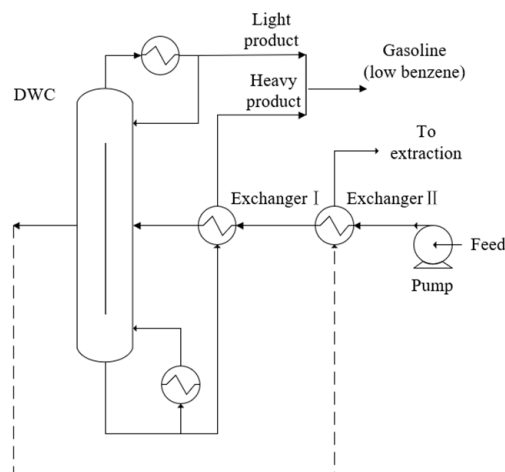 Light
product
Gasoline
(low benzene)
DWC
Heavy
product
To
extraction
Exchanger Ⅰ
Exchanger Ⅱ
Feed
Pump